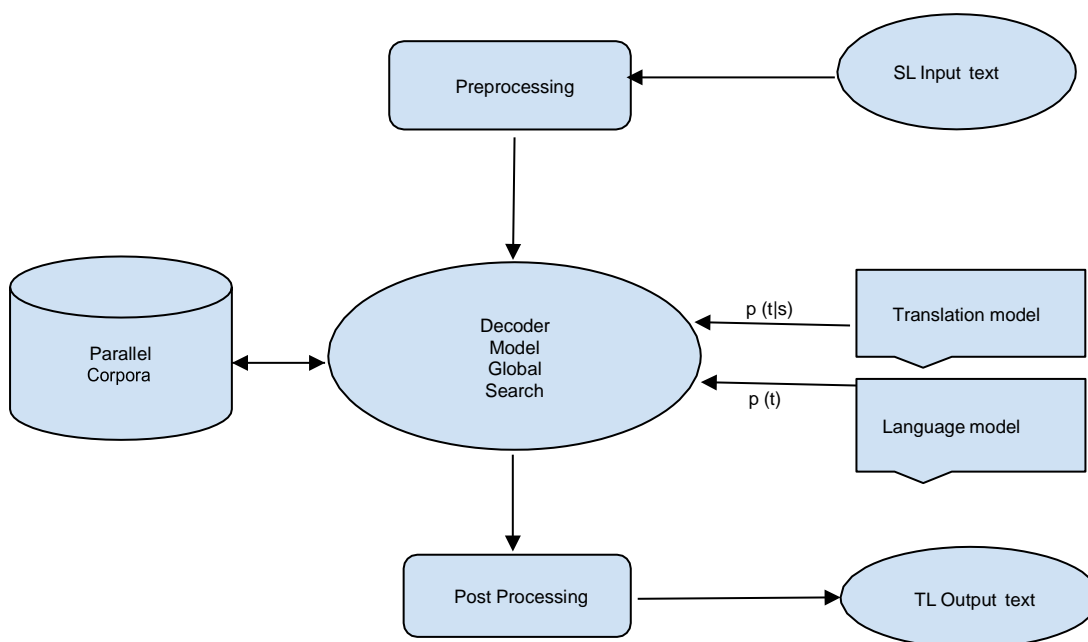 Preprocessing
SL Input text
Parallel
Corpora
Decoder
Model
Global
Search
p (t|s)
Translation model
p (t)
Language model
Post Processing
TL Output text